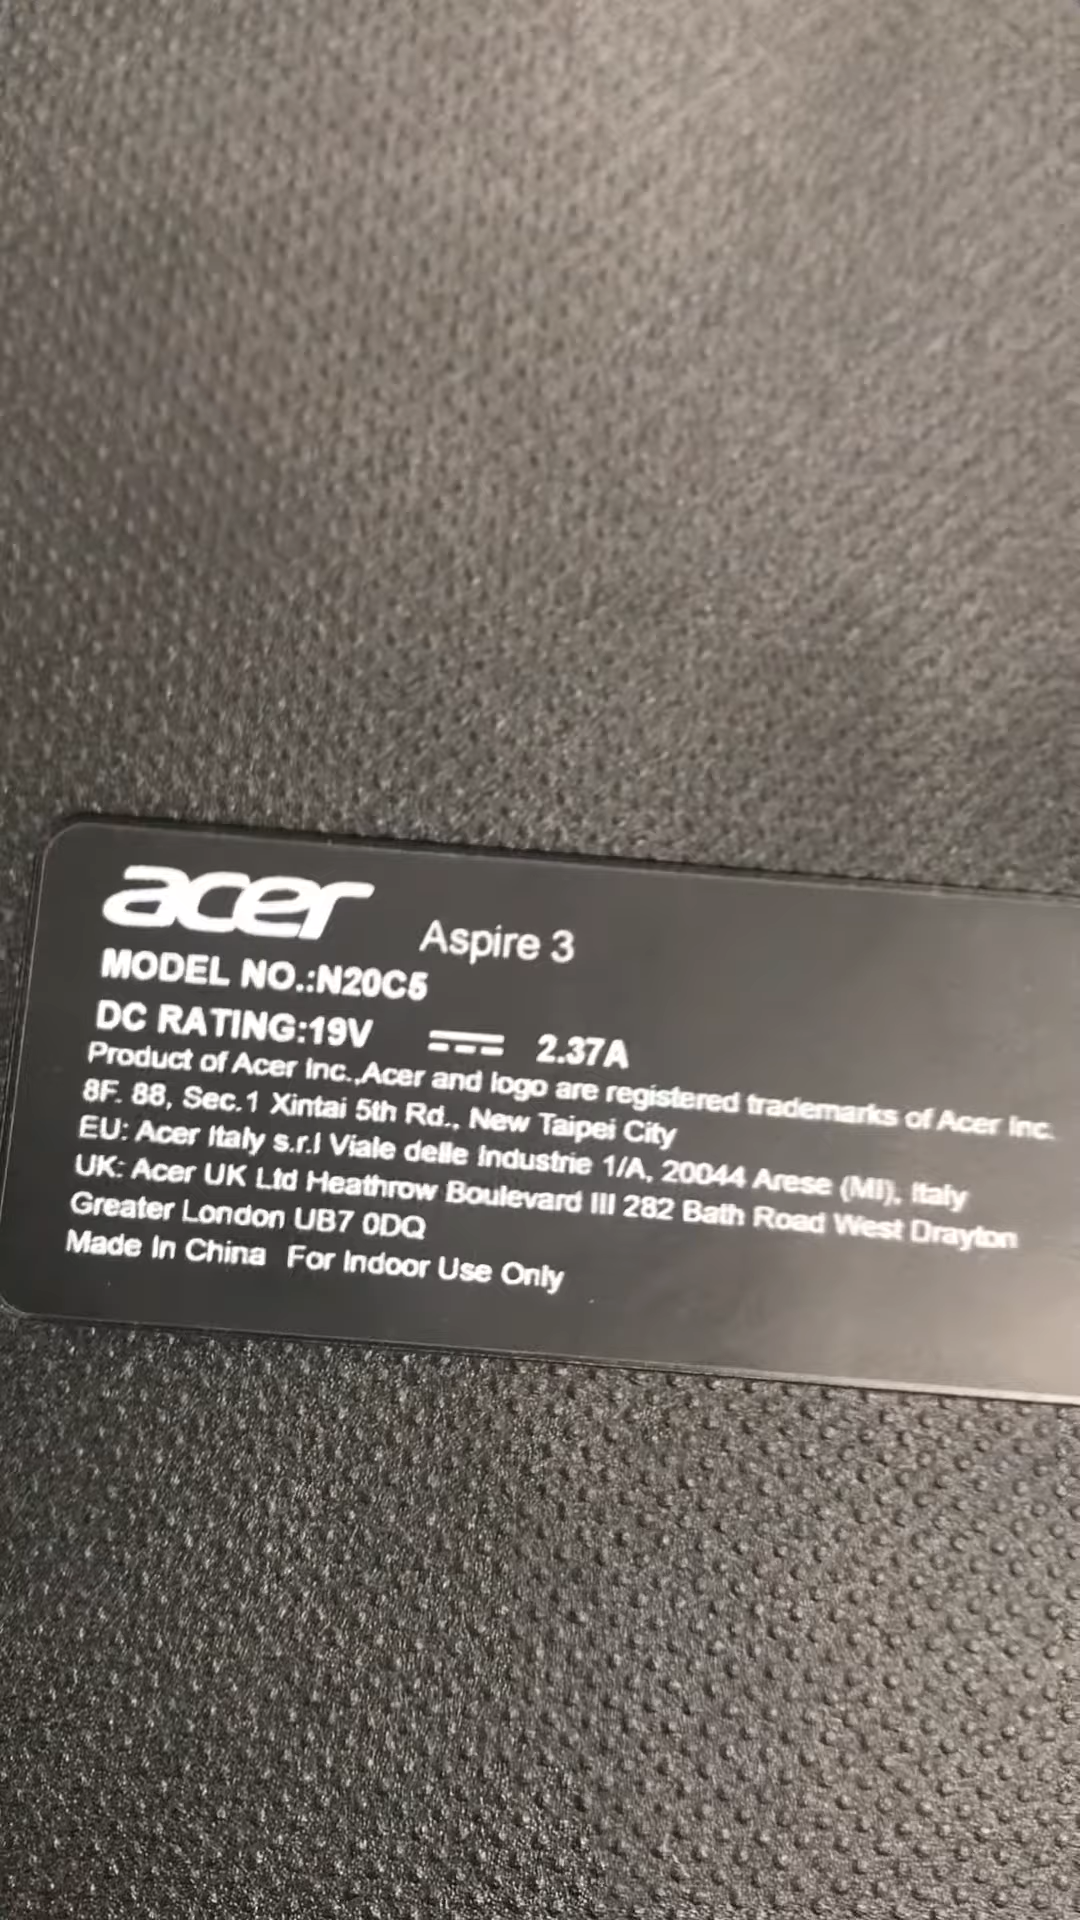 acer Aspire 3
MODEL NO.:N20C5
DC RATING:19V ⎓ 2.37A
Product of Acer Inc.,Acer and logo are registered trademarks of Acer Inc.
8F. 88, Sec.1 Xintai 5th Rd., New Taipei City
EU: Acer Italy s.r.l Viale delle Industrie 1/A, 20044 Arese (MI), Italy
UK: Acer UK Ltd Heathrow Boulevard III 282 Bath Road West Drayton
Greater London UB7 0DQ
Made In China For Indoor Use Only